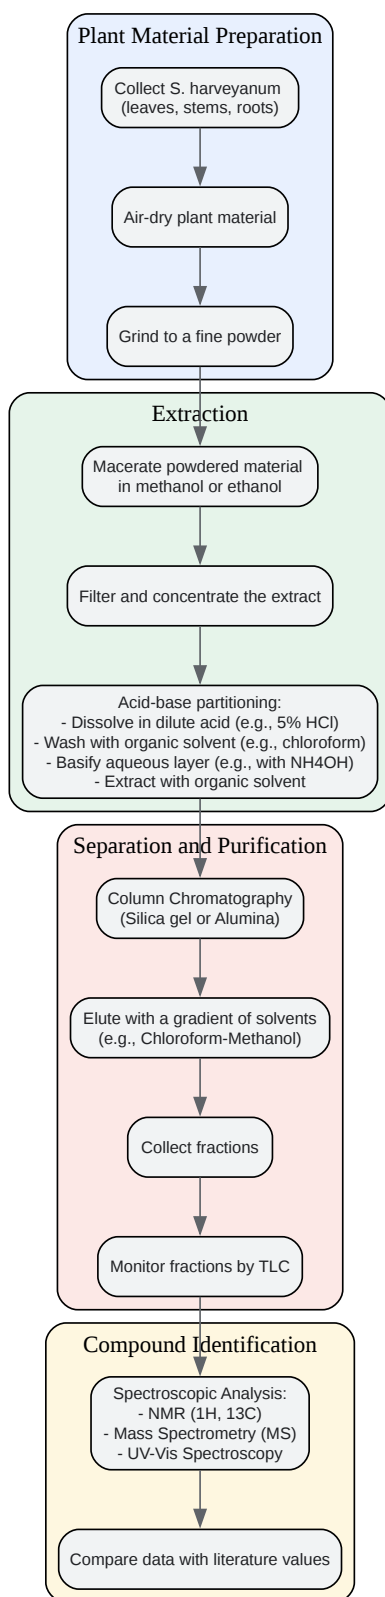 Plant Material Preparation
Collect S. harveyanum
(leaves, stems, roots)
Air-dry plant material
Grind to a fine powder
Extraction
Macerate powdered material
in methanol or ethanol
Filter and concentrate the extract
Acid-base partitioning:
- Dissolve in dilute acid (e.g., 5% HCl)
- Wash with organic solvent (e.g., chloroform)
- Basify aqueous layer (e.g., with NH4OH)
- Extract with organic solvent
Separation and Purification
Column Chromatography
(Silica gel or Alumina)
Elute with a gradient of solvents
(e.g., Chloroform-Methanol)
Collect fractions
Monitor fractions by TLC
Compound Identification
Spectroscopic Analysis:
- NMR (1H, 13C)
- Mass Spectrometry (MS)
- UV-Vis Spectroscopy
Compare data with literature values